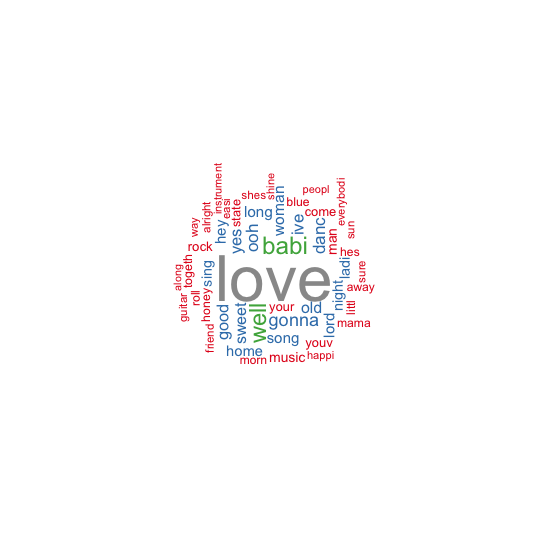 instrument
shes
shine
peopl
everybodi
alright
easi
state
long
woman
blue
come
way
hey
yes
ooh
ive
danc
man
sun
rock
babi
hes
along
togeth
sing
love
ladi
sure
guitar
roll
honey
night
away
littl
friend
good
sweet
well
your
gonna
old
lord
mama
song
youv
home
morn
music
happi